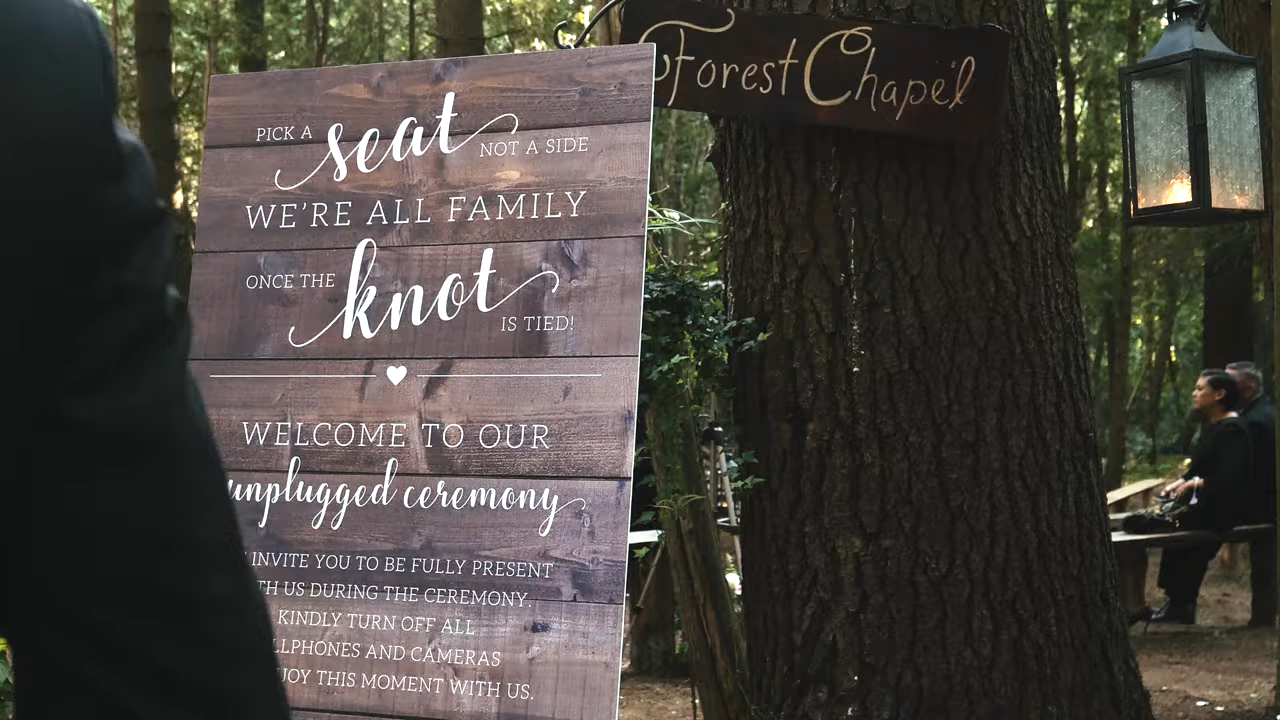 Forest Chapel
PICK A seat NOT A SIDE
WE'RE ALL FAMILY
ONCE THE knot IS TIED!
WELCOME TO OUR
unplugged ceremony
INVITE YOU TO BE FULLY PRESENT
US DURING THE CEREMONY.
KINDLY TURN OFF ALL
AND CAMERAS
THIS MOMENT WITH US.